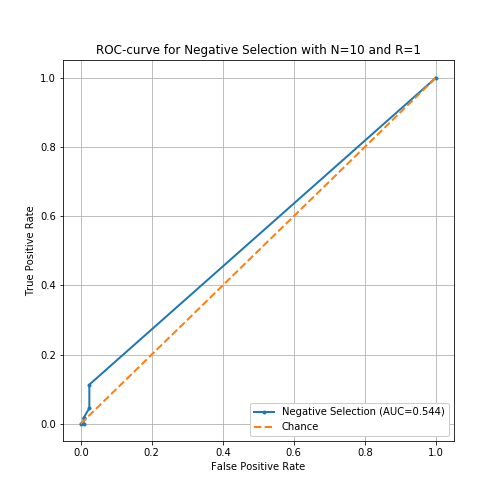 ROC-curve for Negative Selection with N=10 and R=1
1.0
0.8
0.6
0.4
0.2
0.0
True Positive Rate
0.0 0.2 0.4 0.6 0.8 1.0
False Positive Rate
Negative Selection (AUC=0.544)
Chance